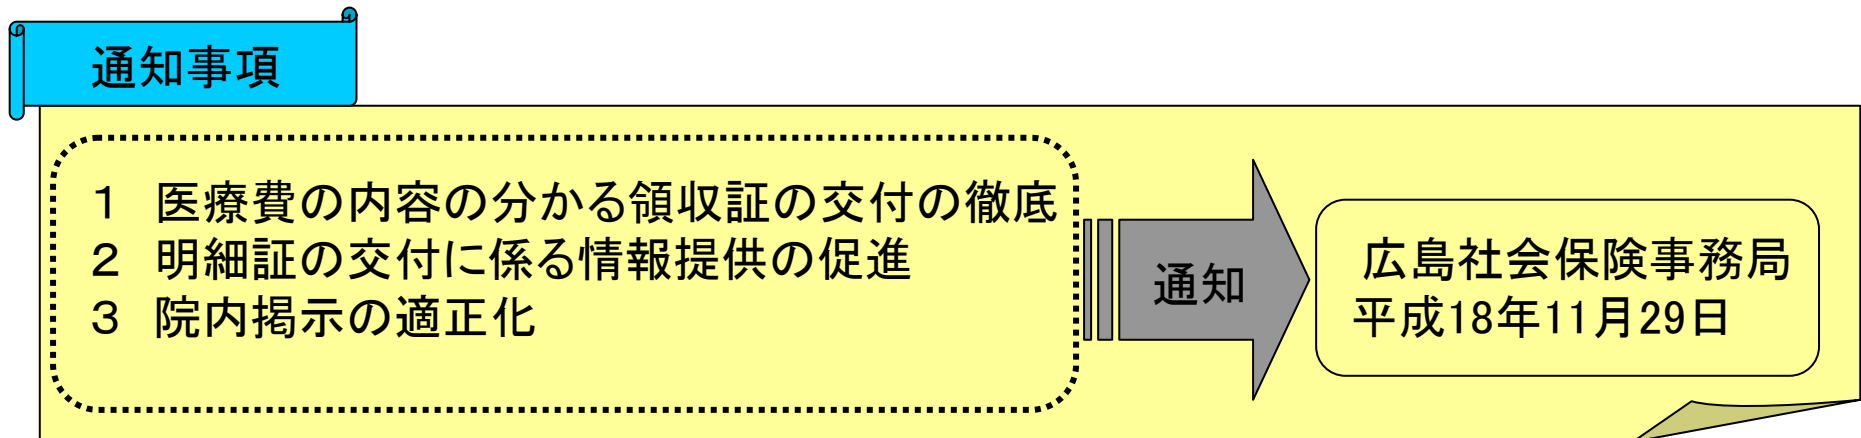 通知事項
１　医療費の内容の分かる領収証の交付の徹底
２　明細証の交付に係る情報提供の促進
３　院内掲示の適正化
通知
広島社会保険事務局
平成18年11月29日